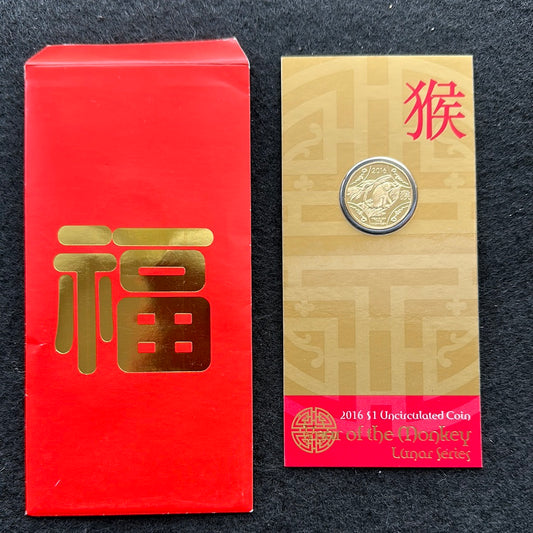 福
猴
2016
2016 $1 Uncirculated Coin
Year of the Monkey
Lunar Series